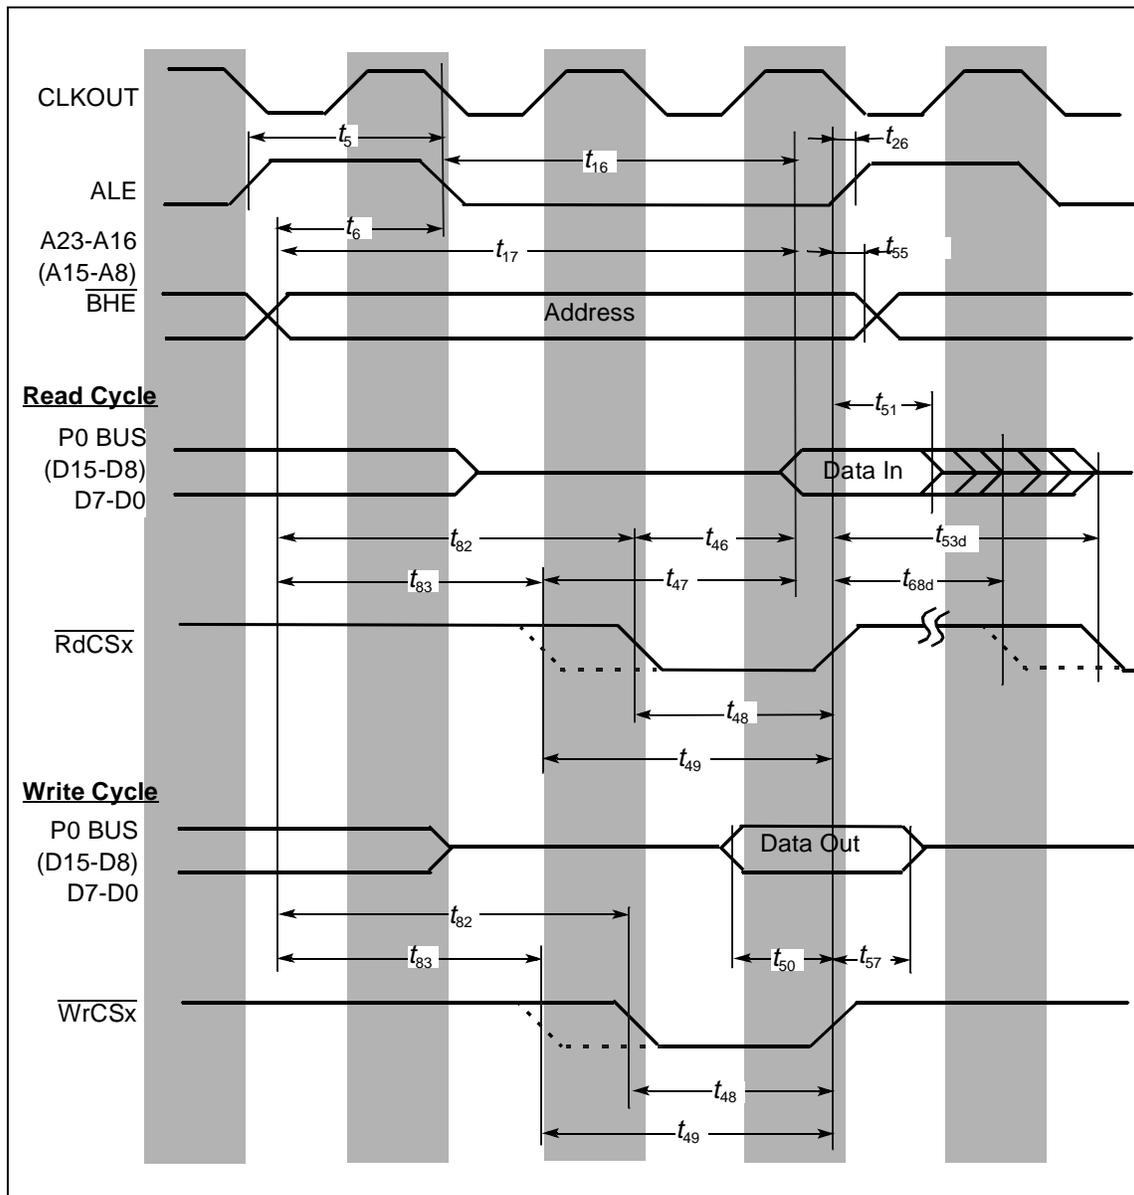 CLKOUT
t5
t26
t16
ALE
t6
A23-A16
t17
t55
(A15-A8)
BHE
Address
Read Cycle
t51
P0 BUS
(D15-D8)
Data In
D7-D0
t82
t46
t53d
t83
t47
t68d
RdCSx
t48
t49
Write Cycle
P0 BUS
(D15-D8)
Data Out
D7-D0
t82
t83
t50
t57
WrCSx
t48
t49